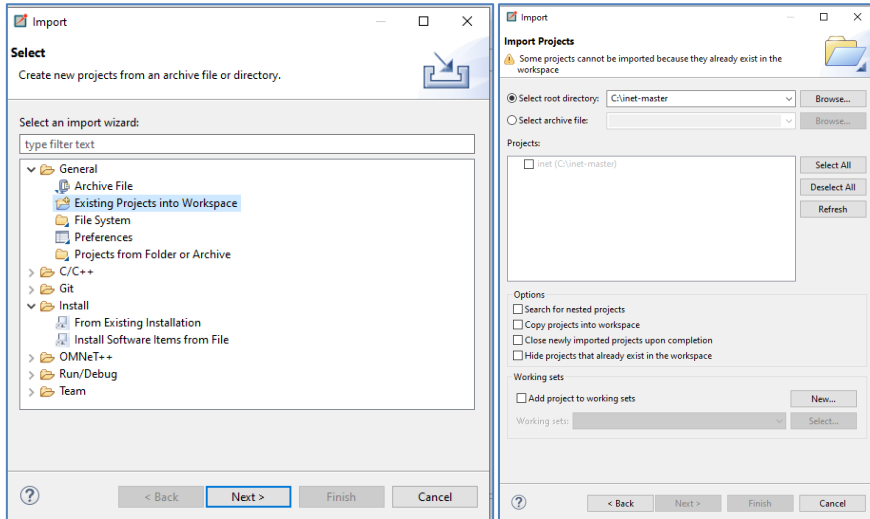 Import
Select
Create new projects from an archive file or directory.
Select an import wizard:
type filter text
General
Archive File
Existing Projects into Workspace
File System
Preferences
Projects from Folder or Archive
C/C++
Git
Install
From Existing Installation
Install Software Items from File
OMNeT++
Run/Debug
Team
? < Back Next > Finish Cancel
Import
Import Projects
Some projects cannot be imported because they already exist in the
workspace
Select root directory: C:\inet-master Browse...
Select archive file: Browse...
Projects:
inet (C:\inet-master)
Select All
Deselect All
Refresh
Options
Search for nested projects
Copy projects into workspace
Close newly imported projects upon completion
Hide projects that already exist in the workspace
Working sets
Add project to working sets New...
Working sets: Select...
? < Back Next > Finish Cancel